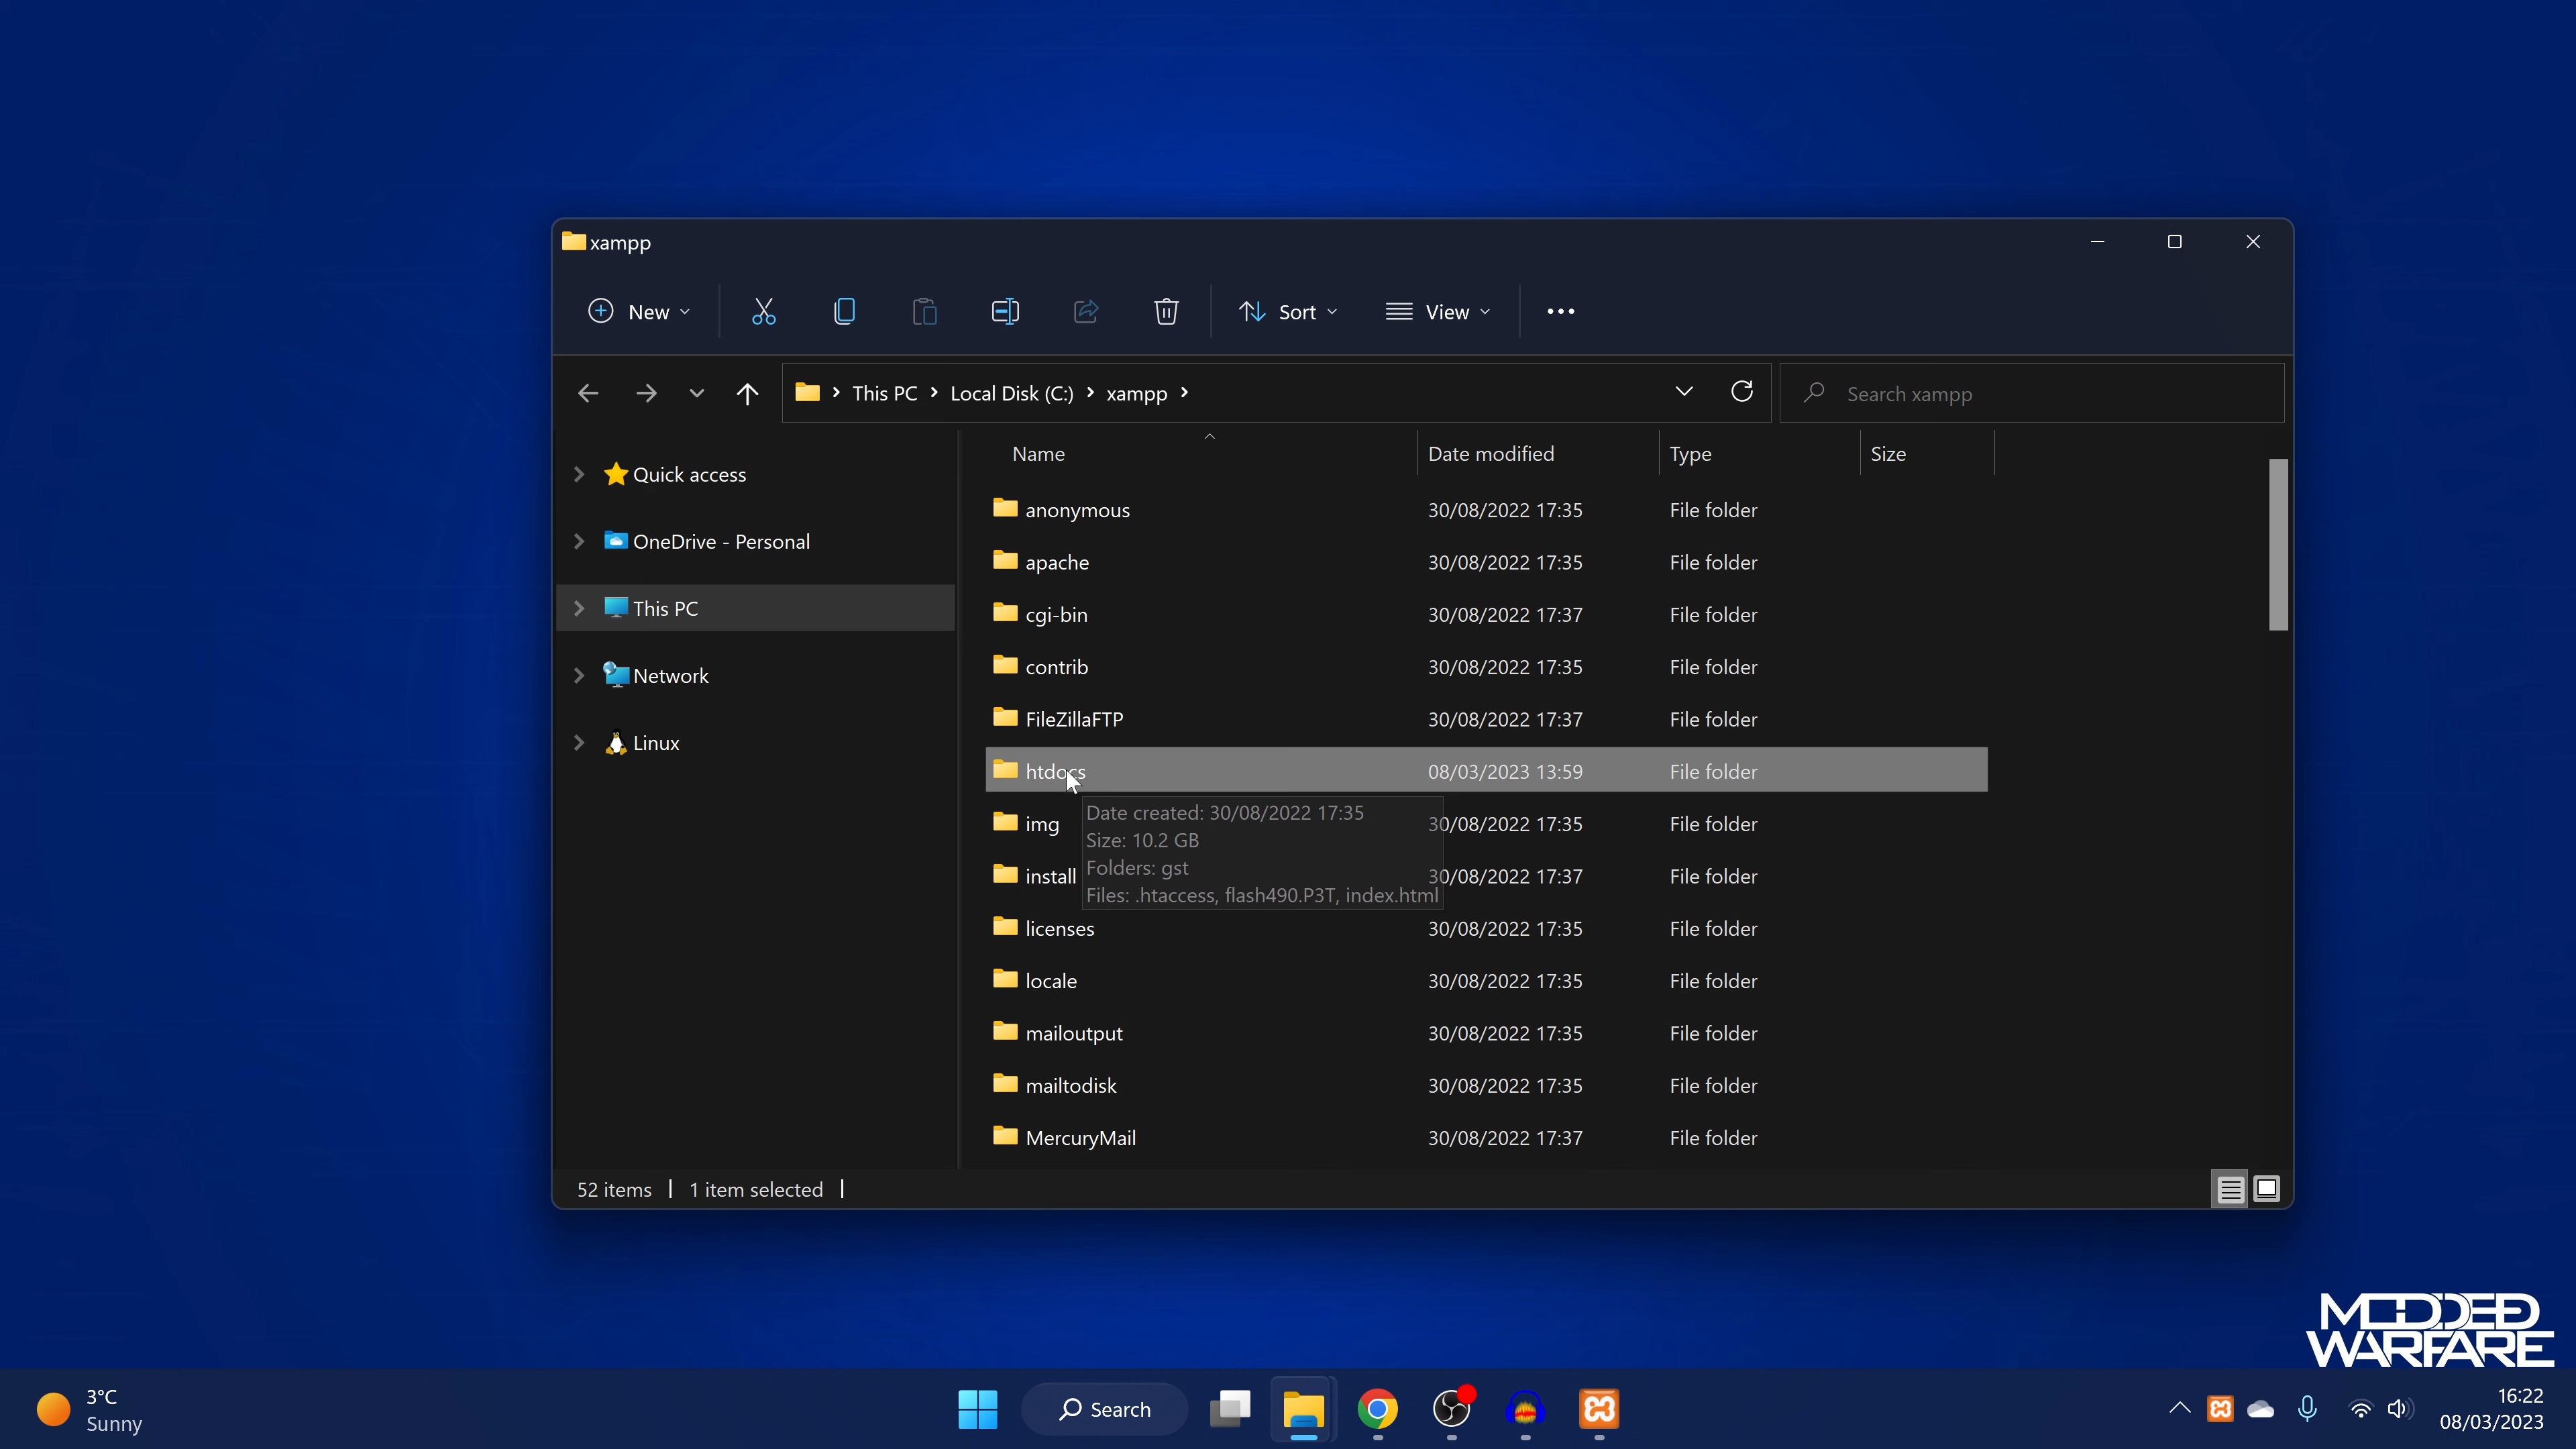 xampp
New
Sort
View
This PC
Local Disk (C:)
xampp
Search xampp
Quick access
OneDrive - Personal
This PC
Network
Linux
Name
Date modified
Type
Size
anonymous 30/08/2022 17:35 File folder
apache 30/08/2022 17:35 File folder
cgi-bin 30/08/2022 17:37 File folder
contrib 30/08/2022 17:35 File folder
FileZillaFTP 30/08/2022 17:37 File folder
htdocs 08/03/2023 13:59 File folder
img 30/08/2022 17:35 File folder
install 30/08/2022 17:37 File folder
licenses 30/08/2022 17:35 File folder
locale 30/08/2022 17:35 File folder
mailoutput 30/08/2022 17:35 File folder
mailtodisk 30/08/2022 17:35 File folder
MercuryMail 30/08/2022 17:37 File folder
Date created: 30/08/2022 17:35
Size: 10.2 GB
Folders: gst
Files: .htaccess, flash490.P3T, index.html
52 items
1 item selected
MODDED
WARFARE
3°C
Sunny
Search
16:22
08/03/2023